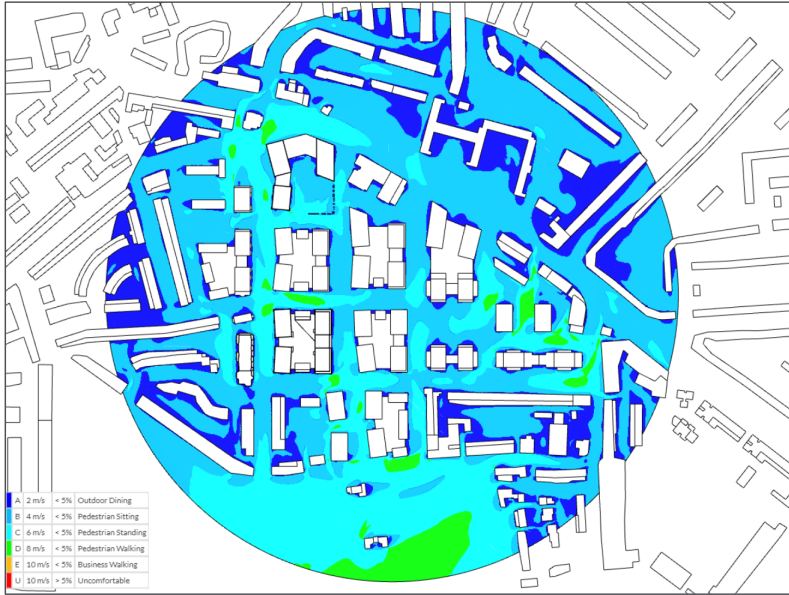 A 2 m/s < 5% Outdoor Dining
B 4 m/s < 5% Pedestrian Sitting
C 6 m/s < 5% Pedestrian Standing
D 8 m/s < 5% Pedestrian Walking
E 10 m/s < 5% Business Walking
U 10 m/s > 5% Uncomfortable